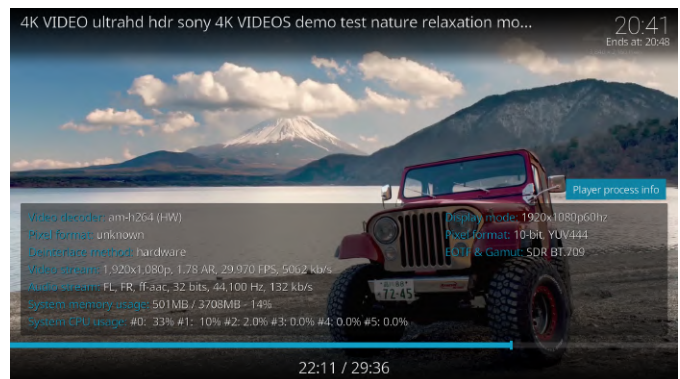 4K VIDEO ultrahd hdr sony 4K VIDEOS demo test nature relaxation mo...
20:41
Ends at: 20:48
Player process info
Video decoder: am-h264 (HW)
Pixel format: unknown
Deinterlace method: hardware
Video stream: 1,920x1,080p, 1.78 AR, 29.970 FPS, 5062 kb/s
Audio stream: FL, FR, ff-aac, 32 bits, 44,100 Hz, 132 kb/s
System memory usage: 501MB / 3708MB - 14%
System CPU usage: #0: 33% #1: 10% #2: 2.0% #3: 0.0% #4: 0.0% #5: 0.0%
Display mode: 1920x1080p60hz
Pixel format: 10-bit, YUV444
EOTF & Gamut: SDR BT.709
72-45
22:11 / 29:36